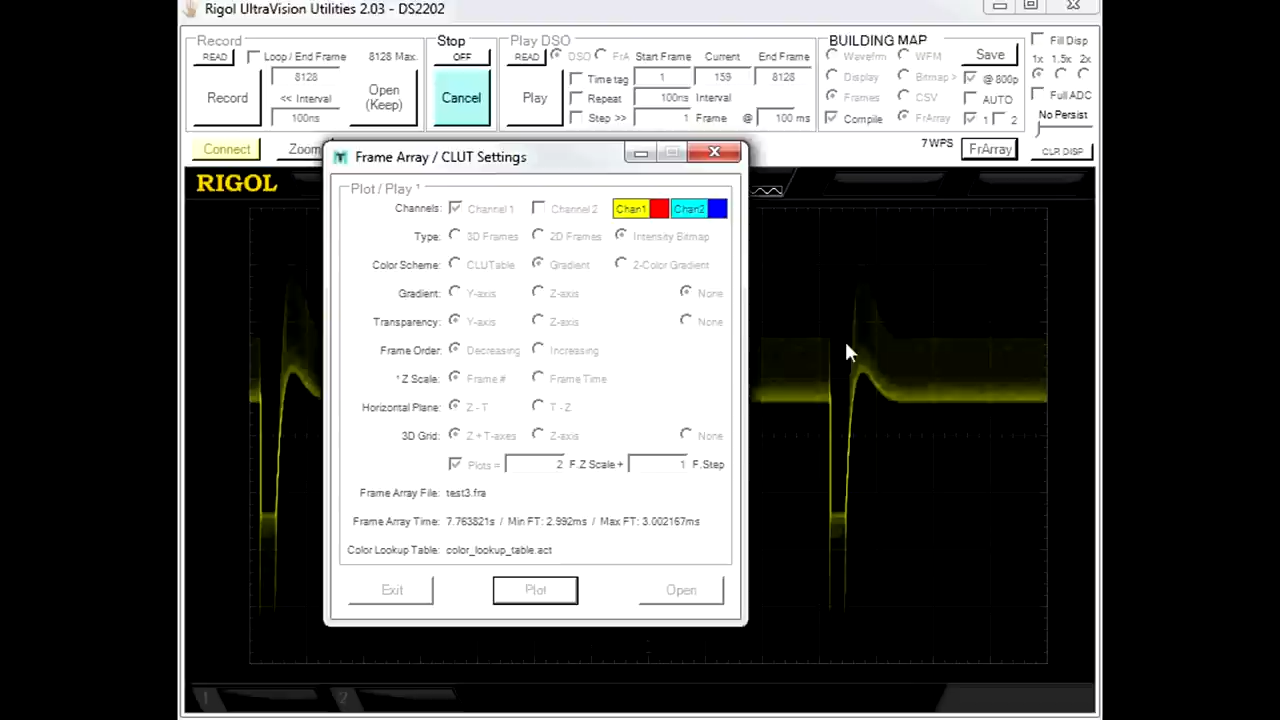 Rigol UltraVision Utilities 2.03 - DS2202
Record
READ
Loop / End Frame
8128 Max.
8128
Record
<< Interval
100ns
Open
(Keep)
Stop
OFF
Cancel
Play DSO
READ
DSO
FrA
Start Frame
Current
End Frame
Time tag
1
159
8128
Play
Repeat
100ns
Interval
Step >>
1
Frame
@
100 ms
BUILDING MAP
Wavefrm
WFM
Save
Display
Bitmap >
@ 800p
Frames
CSV
AUTO
Compile
FrArray
1
2
Fill Disp
1x
1.5x
2x
Full ADC
No Persist
Connect
Zoom
7 WPS
FrArray
CLR DISP
RIGOL
Frame Array / CLUT Settings
Plot / Play ¹
Channels:
Channel 1
Channel 2
Chan1
Chan2
Type:
3D Frames
2D Frames
Intensity Bitmap
Color Scheme:
CLUTable
Gradient
2-Color Gradient
Gradient:
Y-axis
Z-axis
None
Transparency:
Y-axis
Z-axis
None
Frame Order:
Decreasing
Increasing
¹ Z Scale:
Frame #
Frame Time
Horizontal Plane:
Z - T
T - Z
3D Grid:
Z + T-axes
Z-axis
None
Plots =
2
F.Z Scale +
1
F.Step
Frame Array File: test3.fra
Frame Array Time: 7.763821s / Min FT: 2.992ms / Max FT: 3.002167ms
Color Lookup Table: color_lookup_table.act
Exit
Plot
Open
1
2